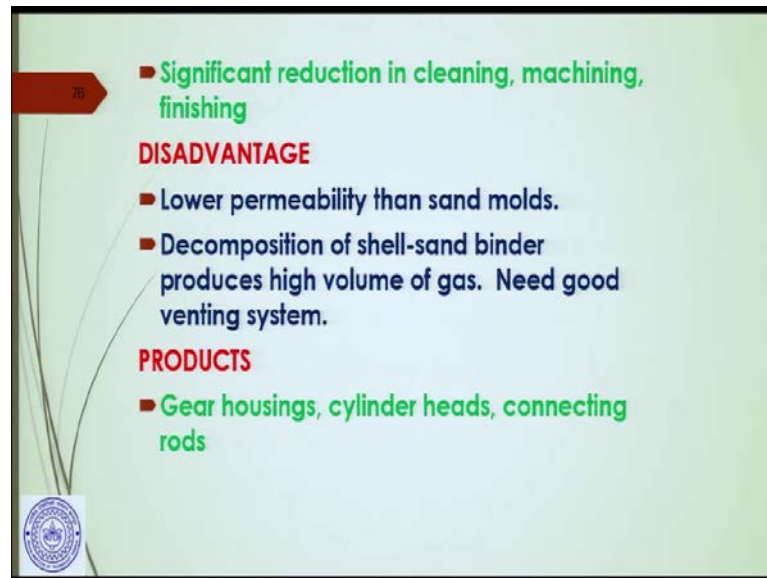 76
Significant reduction in cleaning, machining,
finishing
DISADVANTAGE
Lower permeability than sand molds.
Decomposition of shell-sand binder
produces high volume of gas. Need good
venting system.
PRODUCTS
Gear housings, cylinder heads, connecting
rods